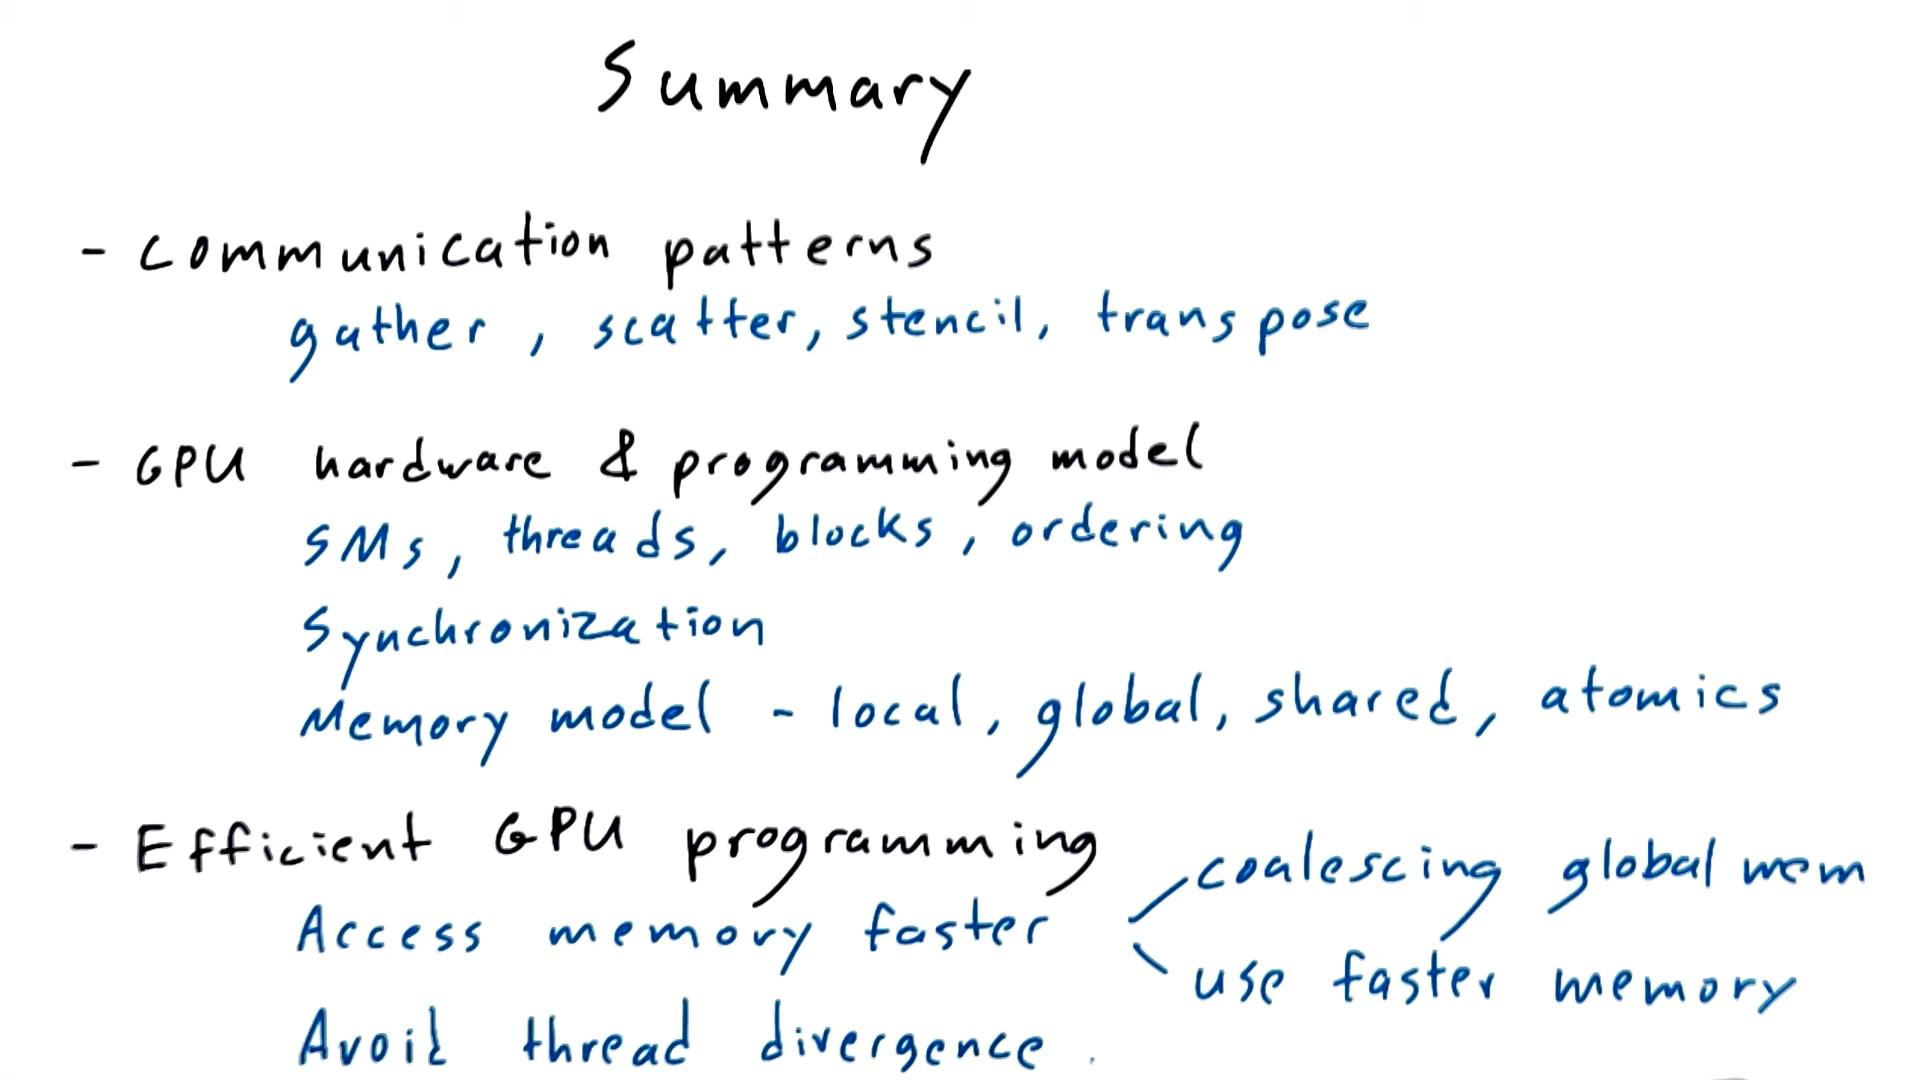 Summary
- Communication patterns
gather, scatter, stencil, transpose
- GPU hardware & programming model
SMs, threads, blocks, ordering
Synchronization
Memory model - local, global, shared, atomics
- Efficient GPU programming
coalescing global mem
Access memory faster
use faster memory
Avoid thread divergence